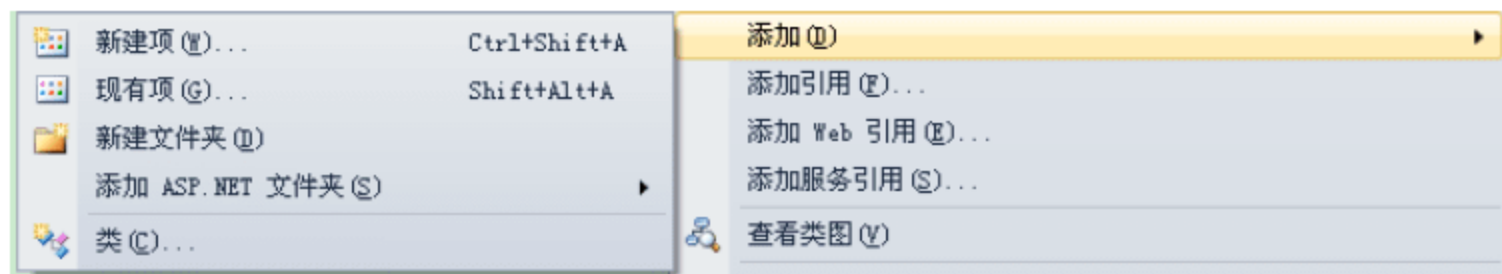 新建项(W)... Ctrl+Shift+A
现有项(G)... Shift+Alt+A
新建文件夹(D)
添加 ASP.NET 文件夹(S)
类(C)...
添加(D)
添加引用(F)...
添加 Web 引用(E)...
添加服务引用(S)...
查看类图(V)